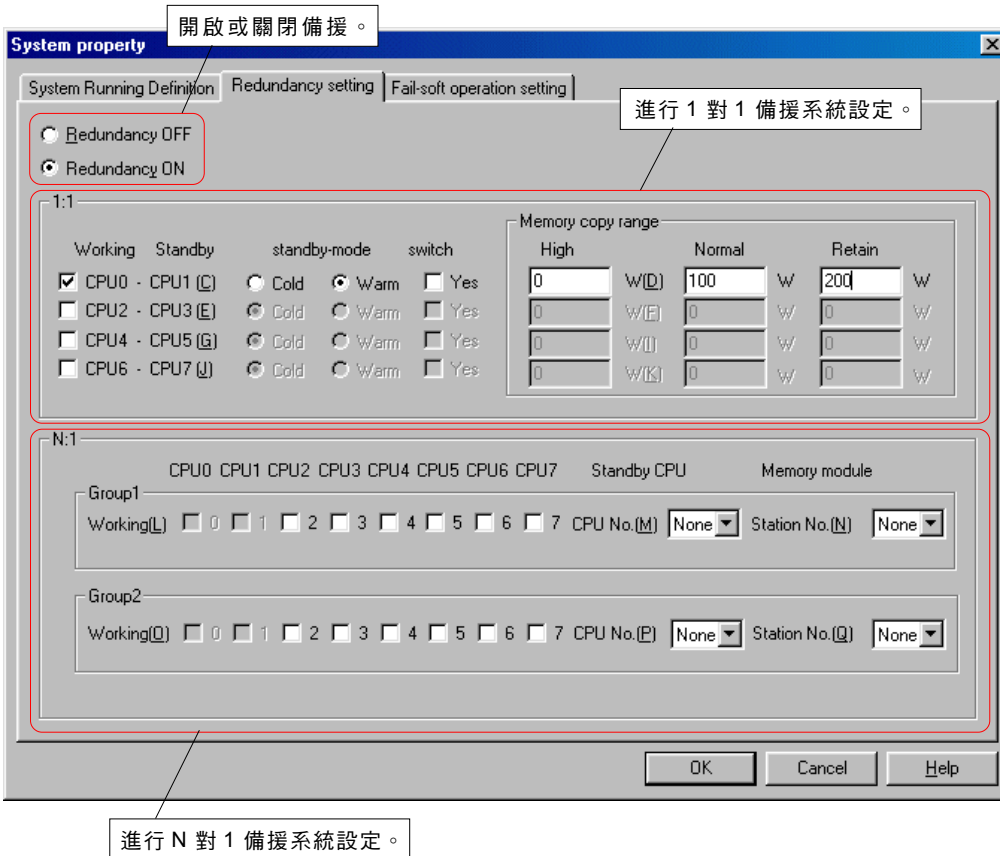 開啟或關閉備援。
System property
System Running Definition Redundancy setting Fail-soft operation setting
進行 1 對 1 備援系統設定。
Redundancy OFF
Redundancy ON
1:1
Memory copy range
Working Standby standby-mode switch High Normal Retain
CPU0 - CPU1 (C) Cold Warm Yes 0 W(D) 100 W 200 W
CPU2 - CPU3 (E) Cold Warm Yes 0 W(F) 0 W 0 W
CPU4 - CPU5 (G) Cold Warm Yes 0 W(I) 0 W 0 W
CPU6 - CPU7 (J) Cold Warm Yes 0 W(K) 0 W 0 W
N:1
CPU0 CPU1 CPU2 CPU3 CPU4 CPU5 CPU6 CPU7 Standby CPU Memory module
Group1
Working(L) 0 1 2 3 4 5 6 7 CPU No.(M) None Station No.(N) None
Group2
Working(O) 0 1 2 3 4 5 6 7 CPU No.(P) None Station No.(Q) None
OK Cancel Help
進行 N 對 1 備援系統設定。